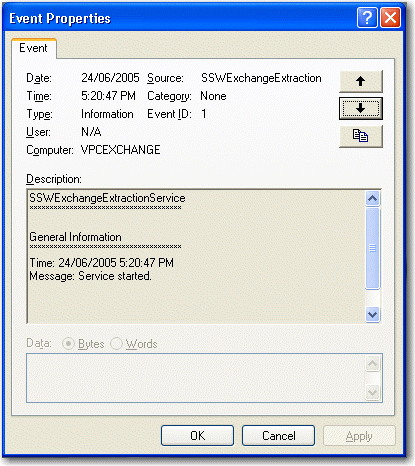 Event Properties
Event
Date: 24/06/2005 Source: SSWExchangeExtraction
Time: 5:20:47 PM Category: None
Type: Information Event ID: 1
User: N/A
Computer: VPCEXCHANGE
Description:
SSWExchangeExtractionService
××××××××××××××××××××××××××××××××××
General Information
××××××××××××××××××××××××××××××××××
Time: 24/06/2005 5:20:47 PM
Message: Service started.
Data: Bytes Words
OK Cancel Apply